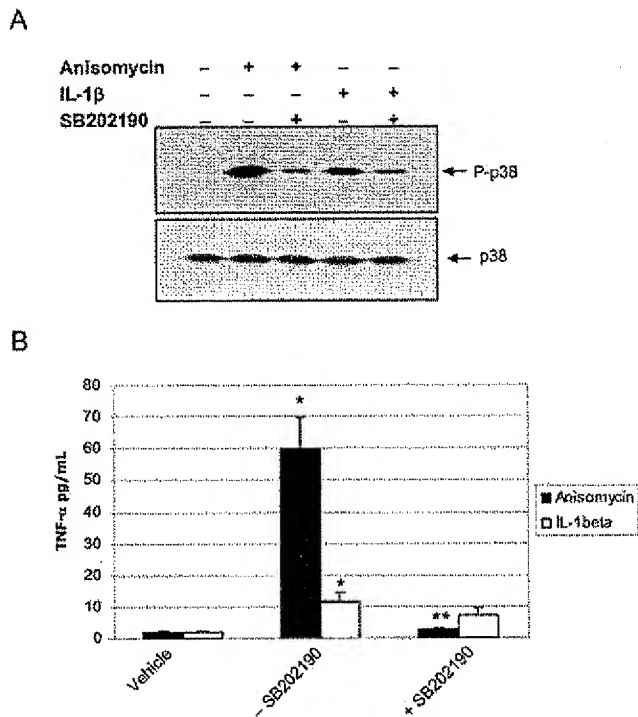 A
Anisomycin – + + – –
IL-1β – – – + +
SB202190 – – + – +
P-p38
p38
B
80
70
60
50
40
30
20
10
0
TNF-α pg/mL
*
*
**
Anisomycin
IL-1beta
Vehicle
– SB202190
+ SB202190